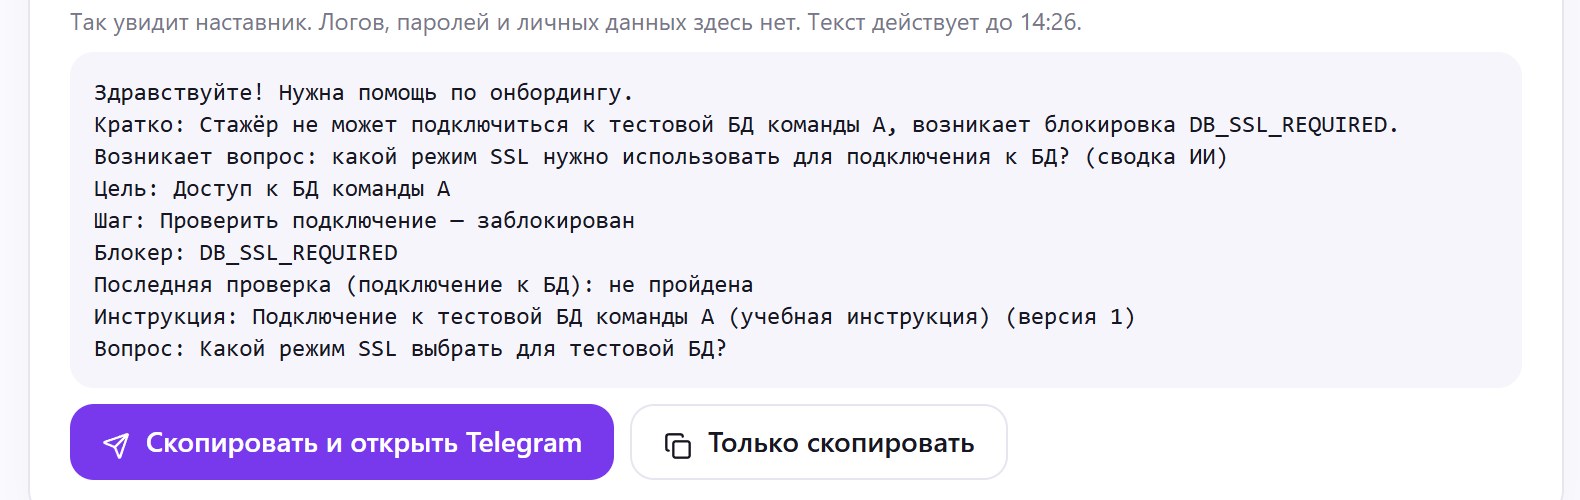 Так увидит наставник. Логов, паролей и личных данных здесь нет. Текст действует до 14:26.
Здравствуйте! Нужна помощь по онбордингу.
Кратко: Стажёр не может подключиться к тестовой БД команды А, возникает блокировка DB_SSL_REQUIRED.
Возникает вопрос: какой режим SSL нужно использовать для подключения к БД? (сводка ИИ)
Цель: Доступ к БД команды А
Шаг: Проверить подключение — заблокирован
Блокер: DB_SSL_REQUIRED
Последняя проверка (подключение к БД): не пройдена
Инструкция: Подключение к тестовой БД команды А (учебная инструкция) (версия 1)
Вопрос: Какой режим SSL выбрать для тестовой БД?
Скопировать и открыть Telegram
Только скопировать